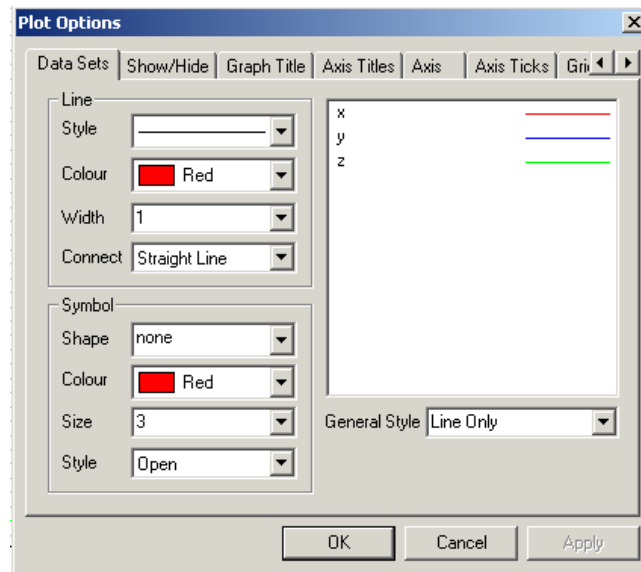 Plot Options
Data Sets Show/Hide Graph Title Axis Titles Axis Axis Ticks
Line
Style
Colour Red
Width 1
Connect Straight Line
Symbol
Shape none
Colour Red
Size 3
Style Open
x
y
z
General Style Line Only
OK Cancel Apply